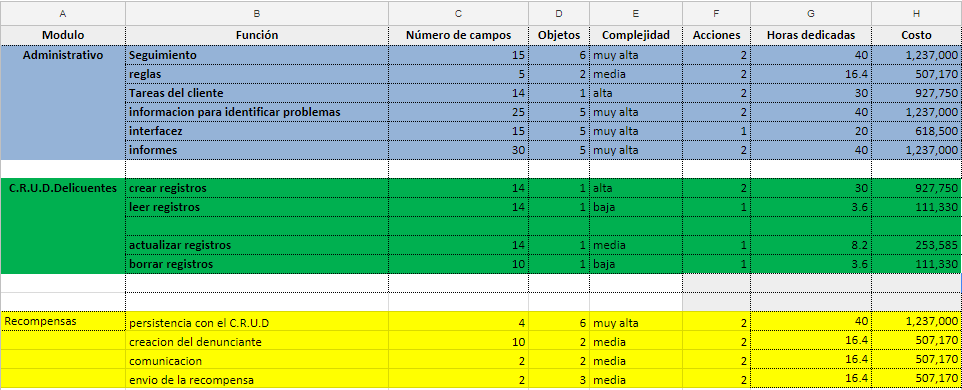 A B C D E F G H
Modulo Función Número de campos Objetos Complejidad Acciones Horas dedicadas Costo
Administrativo Seguimiento 15 6 muy alta 2 40 1,237,000
reglas 5 2 media 2 16.4 507,170
Tareas del cliente 14 1 alta 2 30 927,750
informacion para identificar problemas 25 5 muy alta 2 40 1,237,000
interfacez 15 5 muy alta 1 20 618,500
informes 30 5 muy alta 2 40 1,237,000
C.R.U.D.Delicuentes crear registros 14 1 alta 2 30 927,750
leer registros 14 1 baja 1 3.6 111,330
actualizar registros 14 1 media 1 8.2 253,585
borrar registros 10 1 baja 1 3.6 111,330
Recompensas persistencia con el C.R.U.D 4 6 muy alta 2 40 1,237,000
creacion del denunciante 10 2 media 2 16.4 507,170
comunicacion 2 2 media 2 16.4 507,170
envio de la recompensa 2 3 media 2 16.4 507,170